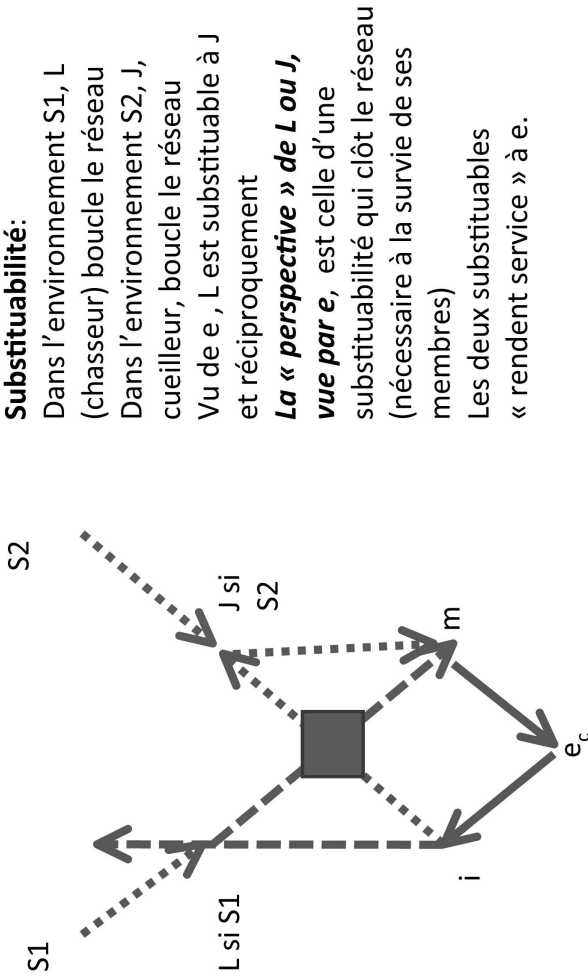 Substituabilité:
Dans l’environnement S1, L
(chasseur) boucle le réseau
Dans l’environnement S2, J,
cueilleur, boucle le réseau
Vu de e , L est substituable à J
et réciproquement
La « perspective » de L ou J,
vue par e, est celle d’une
substituabilité qui clôt le réseau
(nécessaire à la survie de ses
membres)
Les deux substituables
« rendent service » à e.
S1
S2
L si S1
J si
S2
i
m
e_c